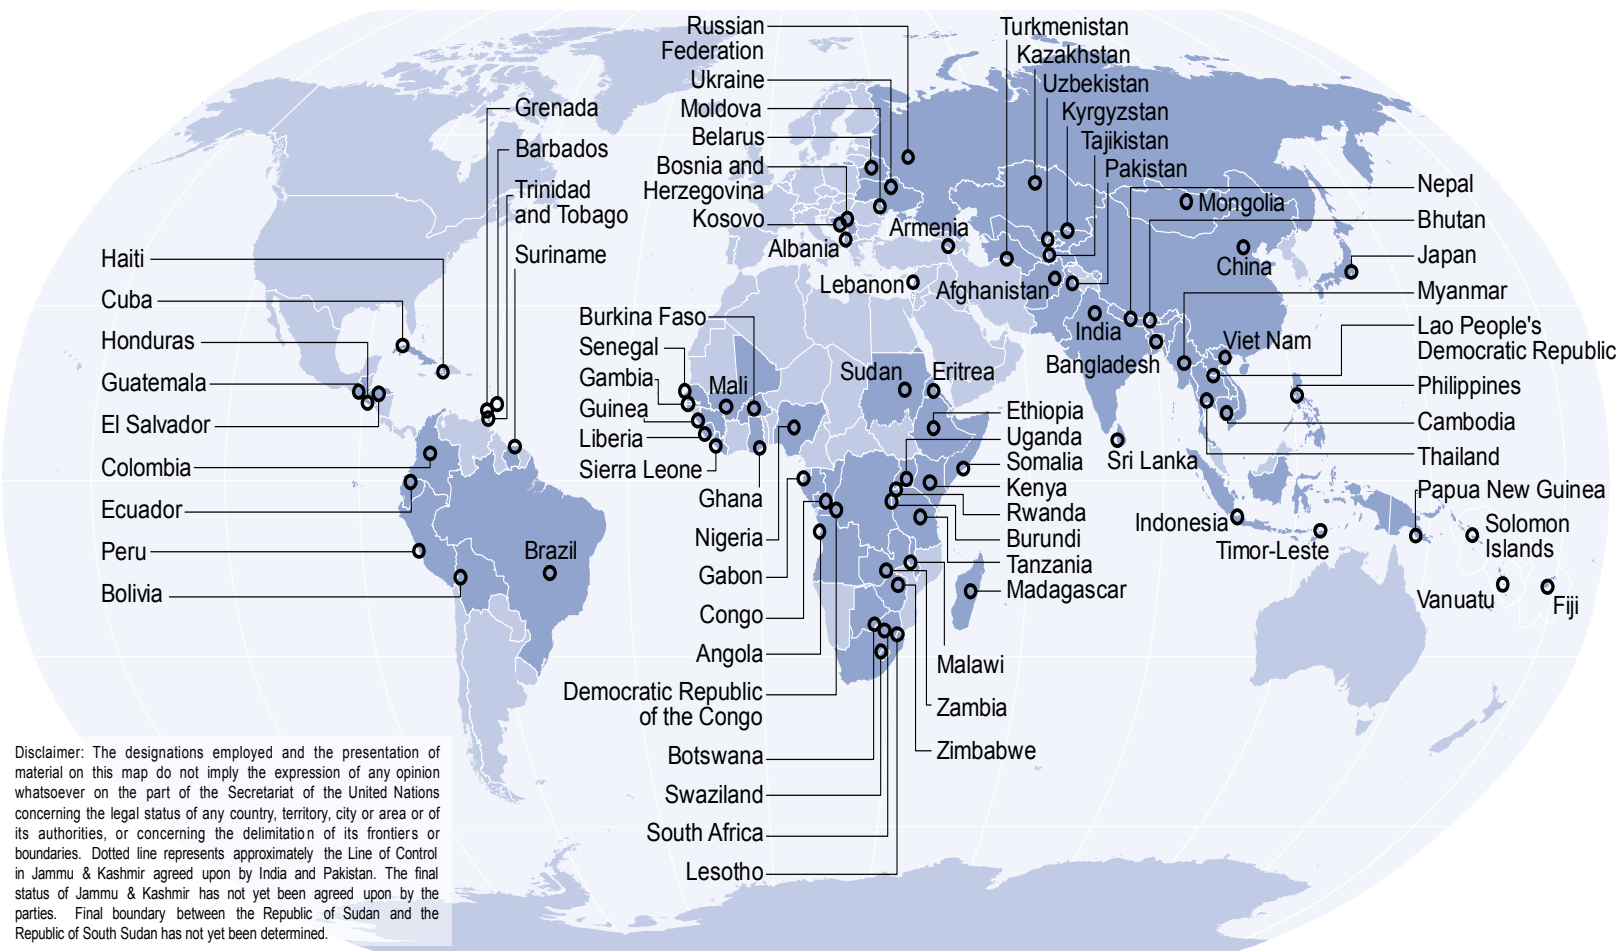 Russian
Federation
Ukraine
Moldova
Belarus
Bosnia and
Herzegovina
Kosovo
Albania
Armenia
Lebanon
Turkmenistan
Kazakhstan
Uzbekistan
Kyrgyzstan
Tajikistan
Pakistan
Afghanistan
Grenada
Barbados
Trinidad
and Tobago
Suriname
Haiti
Cuba
Honduras
Guatemala
El Salvador
Colombia
Ecuador
Peru
Bolivia
Brazil
Burkina Faso
Senegal
Gambia
Guinea
Liberia
Sierra Leone
Mali
Ghana
Nigeria
Gabon
Congo
Angola
Democratic Republic
of the Congo
Botswana
Swaziland
South Africa
Lesotho
Sudan
Eritrea
Ethiopia
Uganda
Somalia
Kenya
Rwanda
Burundi
Tanzania
Madagascar
Malawi
Zambia
Zimbabwe
Nepal
Mongolia
Bhutan
China
Japan
Myanmar
India
Bangladesh
Viet Nam
Lao People's
Democratic Republic
Philippines
Cambodia
Thailand
Sri Lanka
Papua New Guinea
Indonesia
Timor-Leste
Solomon
Islands
Vanuatu
Fiji
Disclaimer: The designations employed and the presentation of
material on this map do not imply the expression of any opinion
whatsoever on the part of the Secretariat of the United Nations
concerning the legal status of any country, territory, city or area or of
its authorities, or concerning the delimitation of its frontiers or
boundaries. Dotted line represents approximately the Line of Control
in Jammu & Kashmir agreed upon by India and Pakistan. The final
status of Jammu & Kashmir has not yet been agreed upon by the
parties. Final boundary between the Republic of Sudan and the
Republic of South Sudan has not yet been determined.